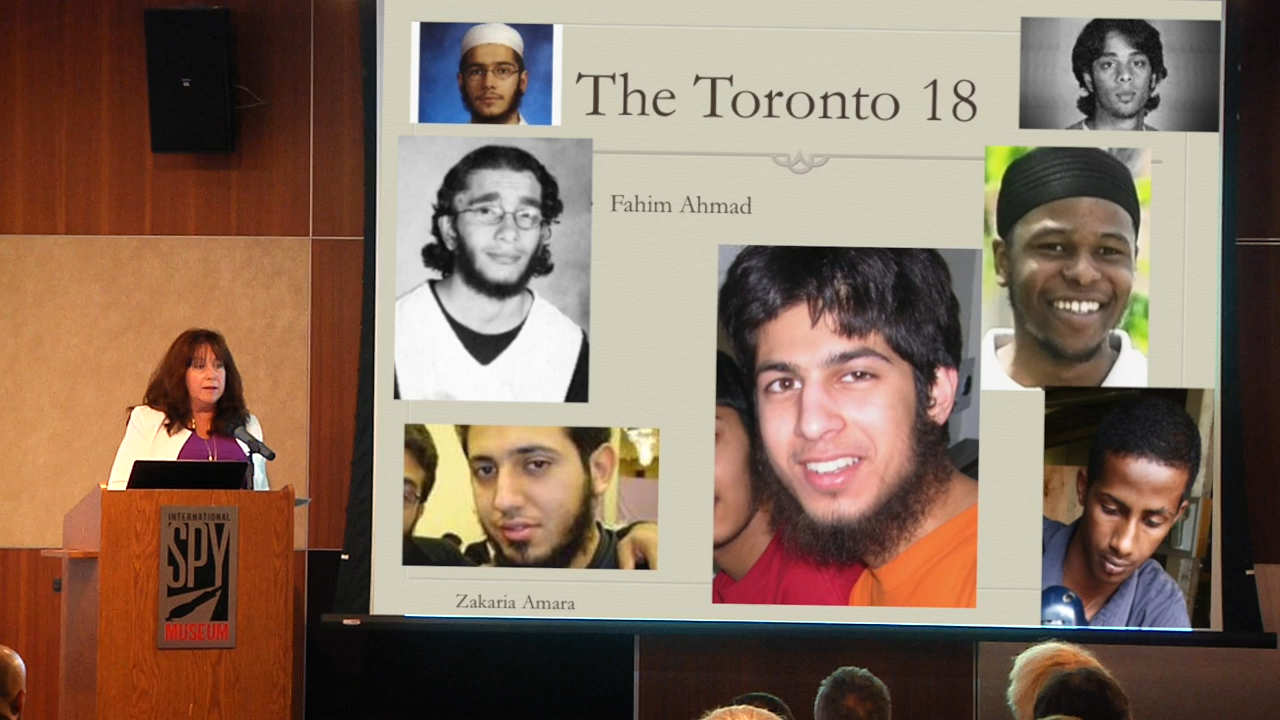 The Toronto 18
Fahim Ahmad
Zakaria Amara
INTERNATIONAL
SPY
MUSEUM